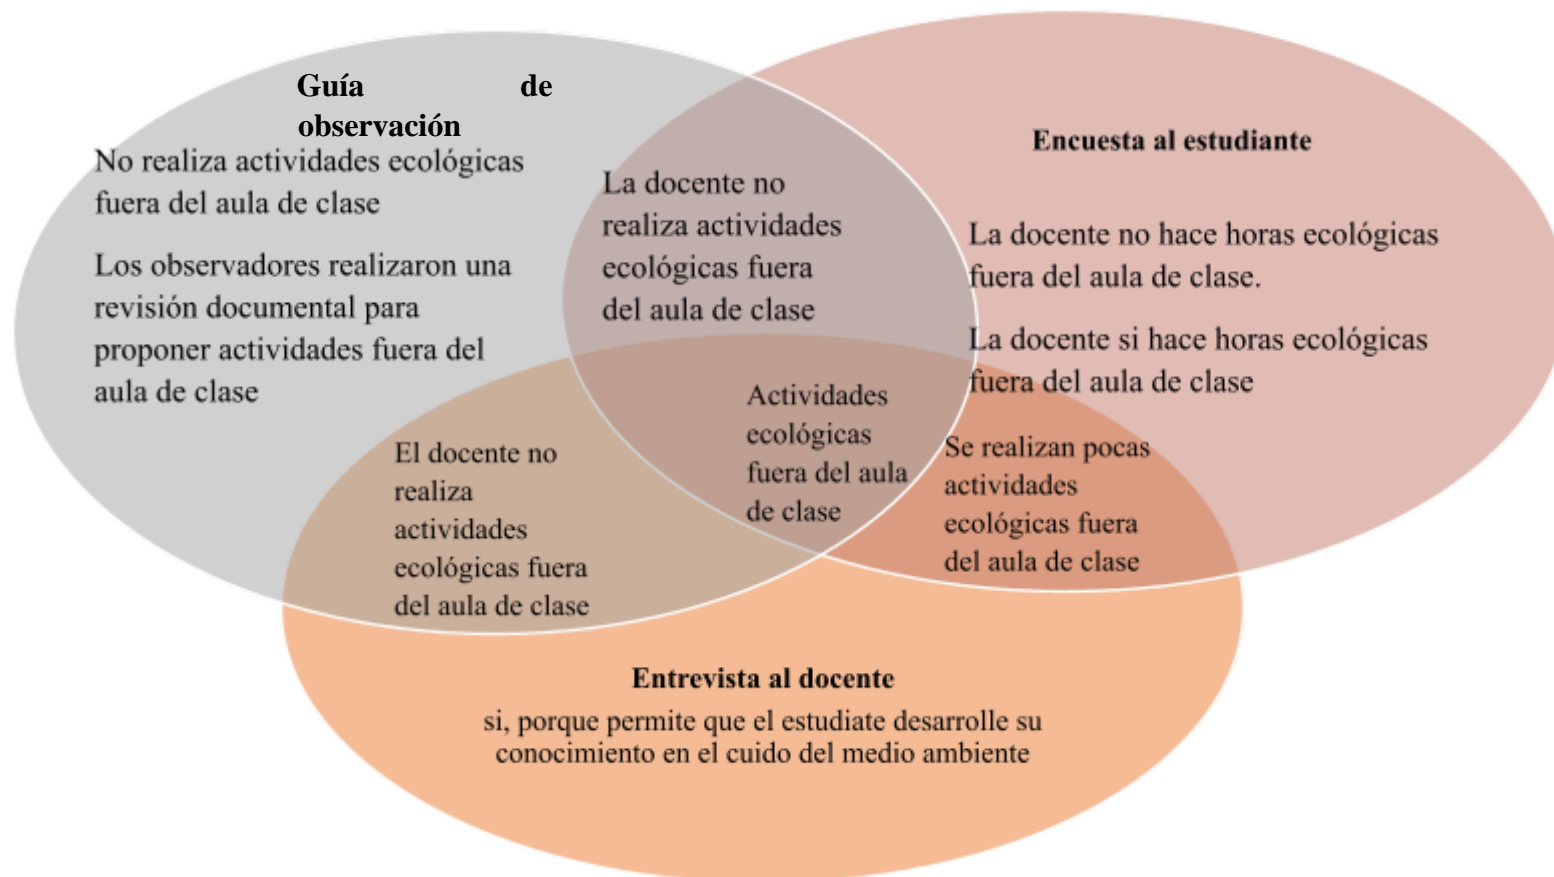 Guía de
observación
No realiza actividades ecológicas
fuera del aula de clase
Los observadores realizaron una
revisión documental para
proponer actividades fuera del
aula de clase
La docente no
realiza actividades
ecológicas fuera
del aula de clase
Encuesta al estudiante
La docente no hace horas ecológicas
fuera del aula de clase.
La docente si hace horas ecológicas
fuera del aula de clase
El docente no
realiza
actividades
ecológicas fuera
del aula de clase
Actividades
ecológicas
fuera del aula
de clase
Se realizan pocas
actividades
ecológicas fuera
del aula de clase
Entrevista al docente
si, porque permite que el estudiate desarrolle su
conocimiento en el cuido del medio ambiente